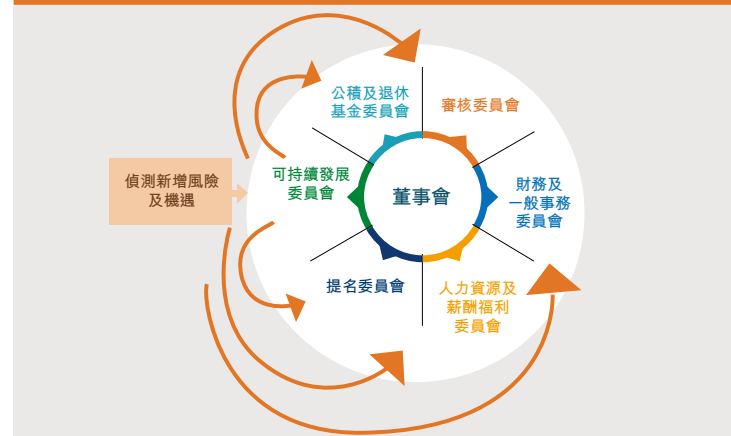 公積及退休
基金委員會
審核委員會
偵測新增風險
及機遇
可持續發展
委員會
董事會
財務及
一般事務
委員會
提名委員會
人力資源及
薪酬福利
委員會